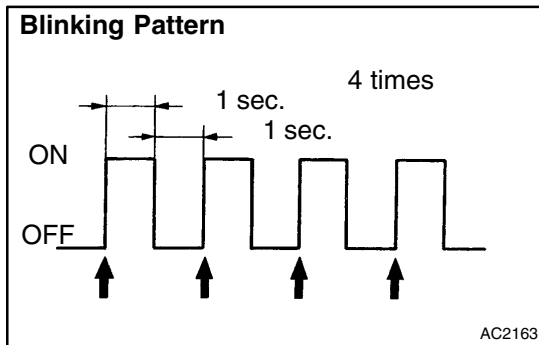 Blinking Pattern
4 times
1 sec.
1 sec.
ON
OFF
AC2163